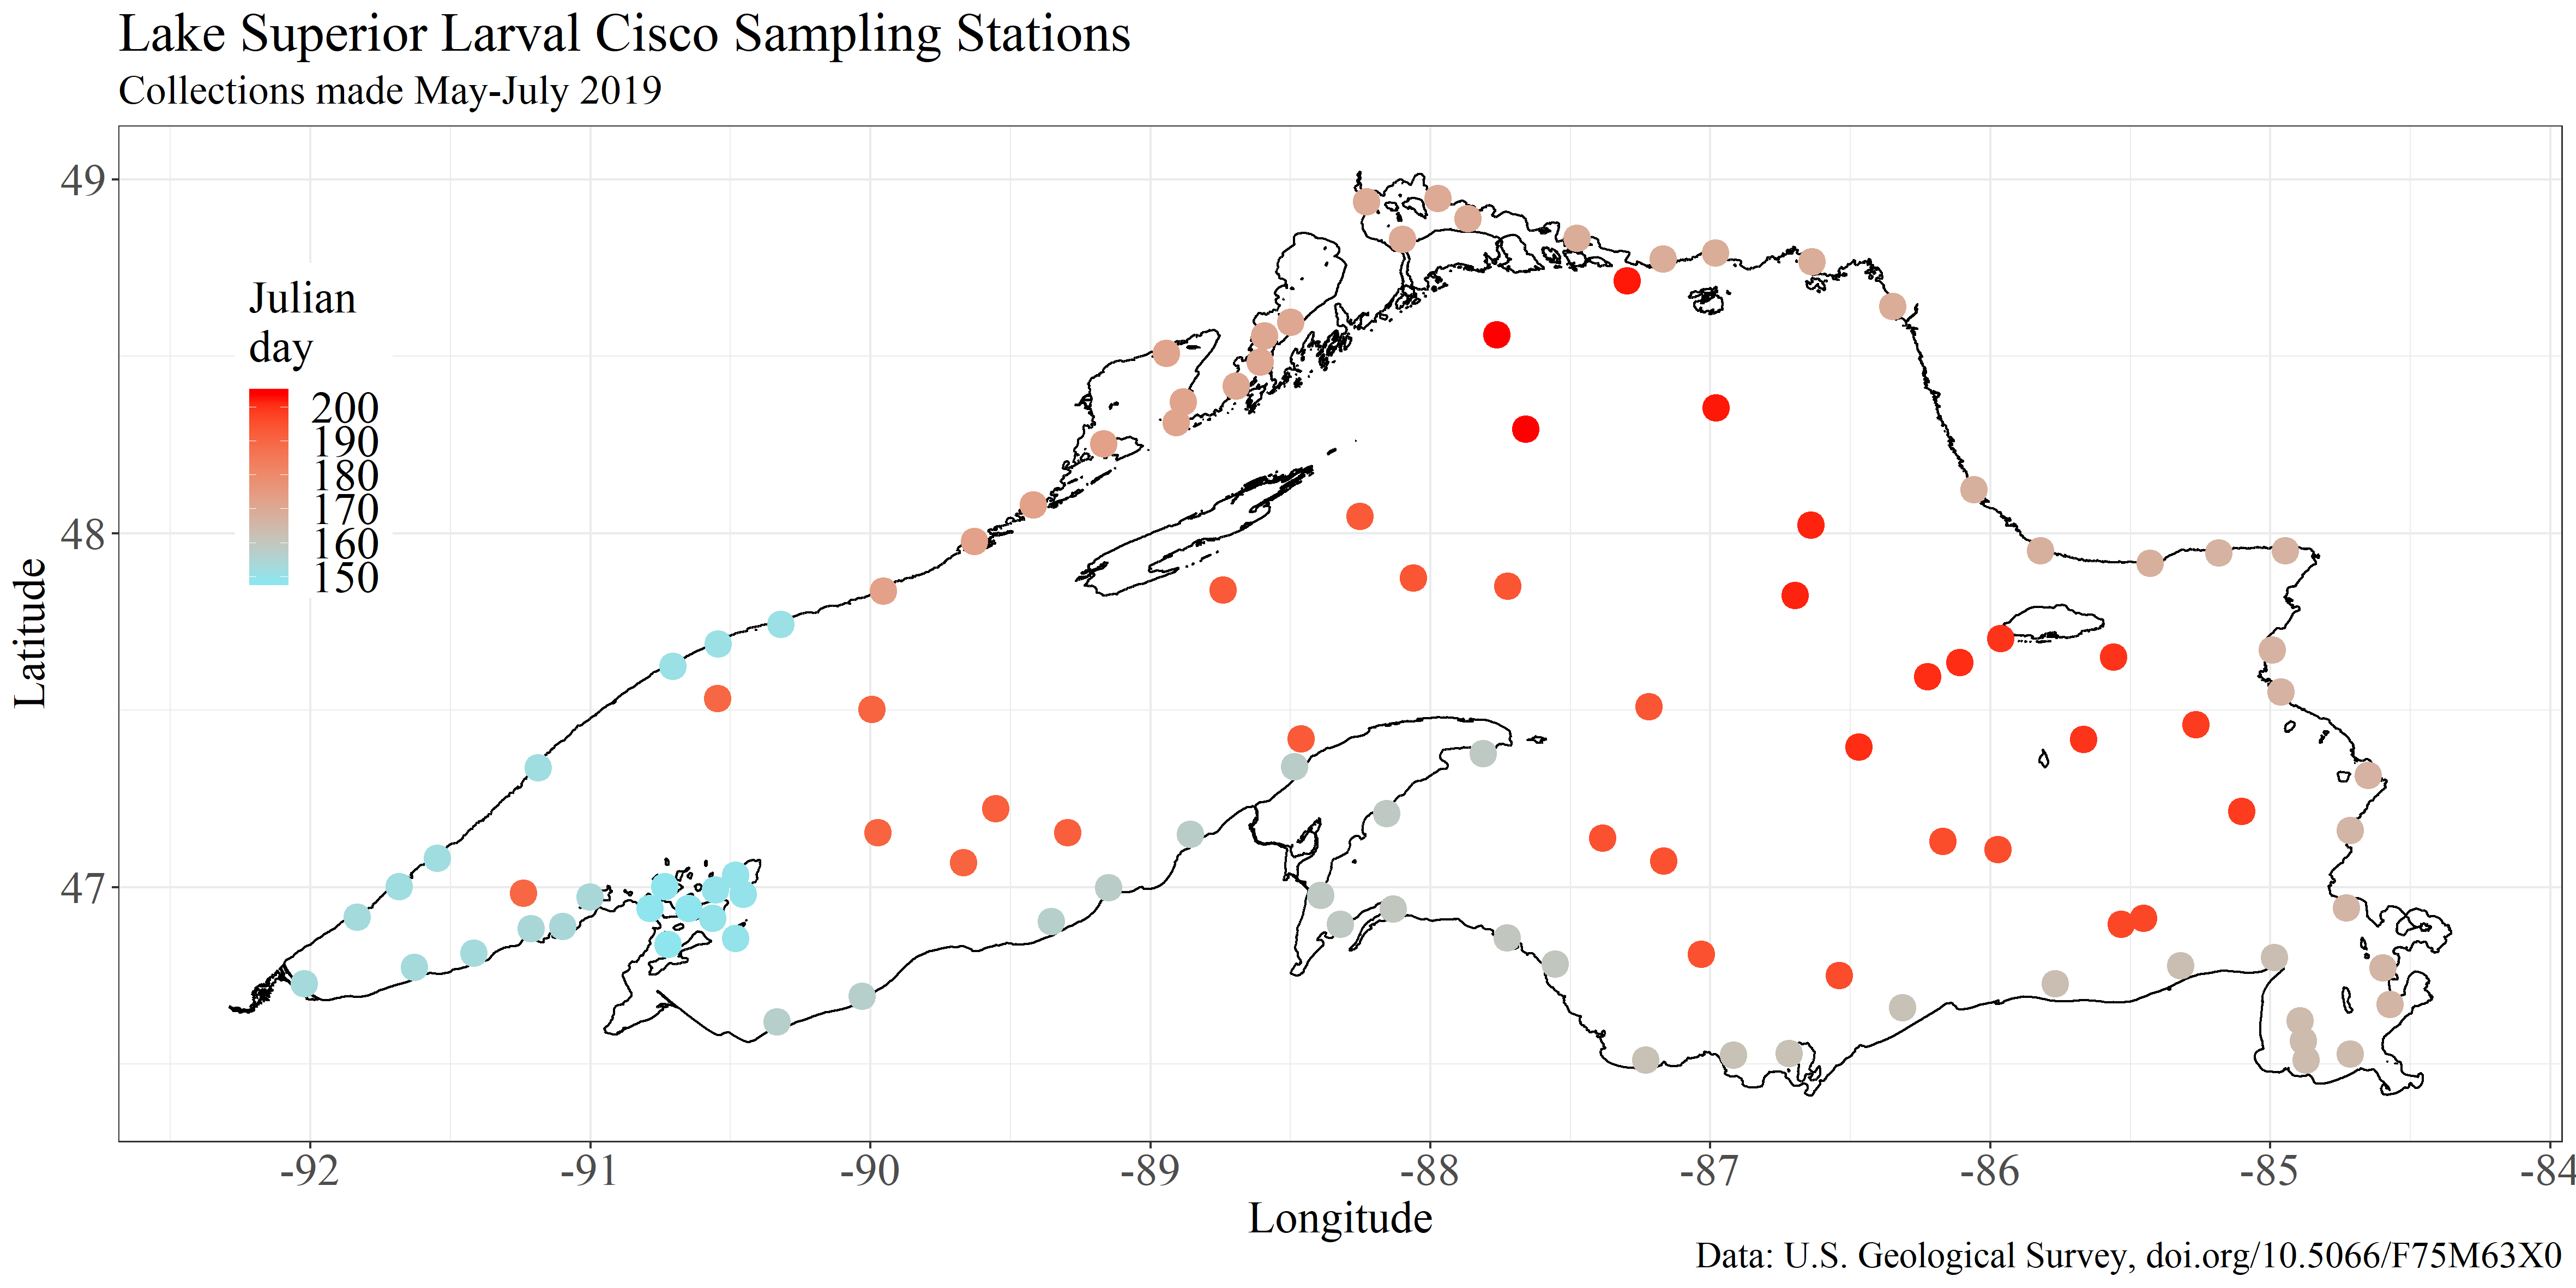 Lake Superior Larval Cisco Sampling Stations
Collections made May-July 2019
49
48
47
Latitude
Julian
day
200
190
180
170
160
150
-92
-91
-90
-89
-88
-87
-86
-85
-84
Longitude
Data: U.S. Geological Survey, doi.org/10.5066/F75M63X0